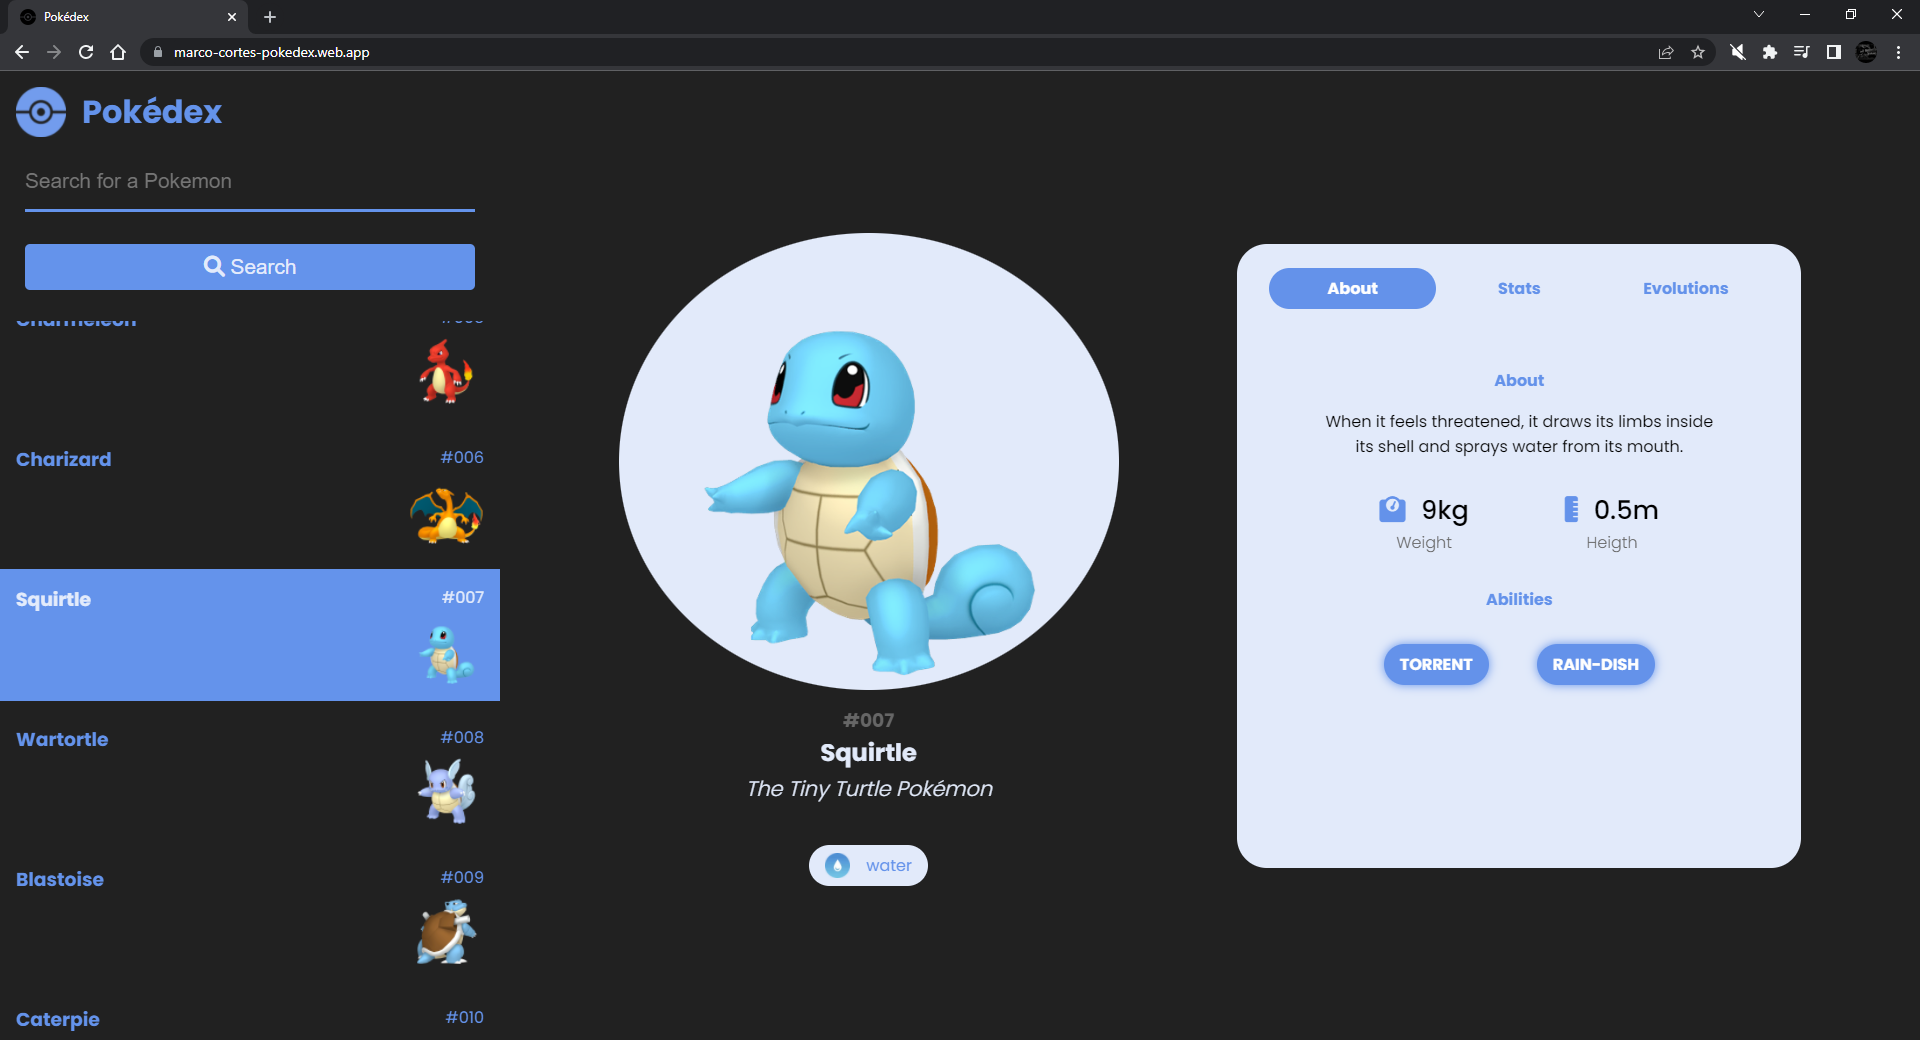 Pokédex
marco-cortes-pokedex.web.app
Pokédex
Search for a Pokemon
Search
Charmeleon
Charizard #006
Squirtle #007
Wartortle #008
Blastoise #009
Caterpie #010
#007
Squirtle
The Tiny Turtle Pokémon
water
About Stats Evolutions
About
When it feels threatened, it draws its limbs inside
its shell and sprays water from its mouth.
9kg 0.5m
Weight Heigth
Abilities
TORRENT RAIN-DISH